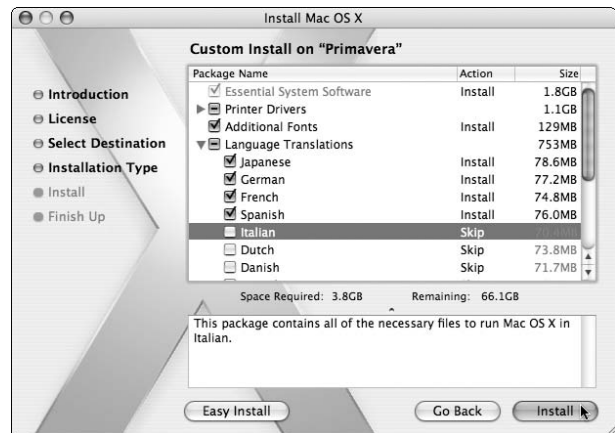 Install Mac OS X
Custom Install on “Primavera”
Introduction
License
Select Destination
Installation Type
Install
Finish Up
Package Name Action Size
Essential System Software Install 1.8GB
Printer Drivers 1.1GB
Additional Fonts Install 129MB
Language Translations 753MB
Japanese Install 78.6MB
German Install 77.2MB
French Install 74.8MB
Spanish Install 76.0MB
Italian Skip 70.4MB
Dutch Skip 73.8MB
Danish Skip 71.7MB
Space Required: 3.8GB Remaining: 66.1GB
This package contains all of the necessary files to run Mac OS X in
Italian.
Easy Install Go Back Install